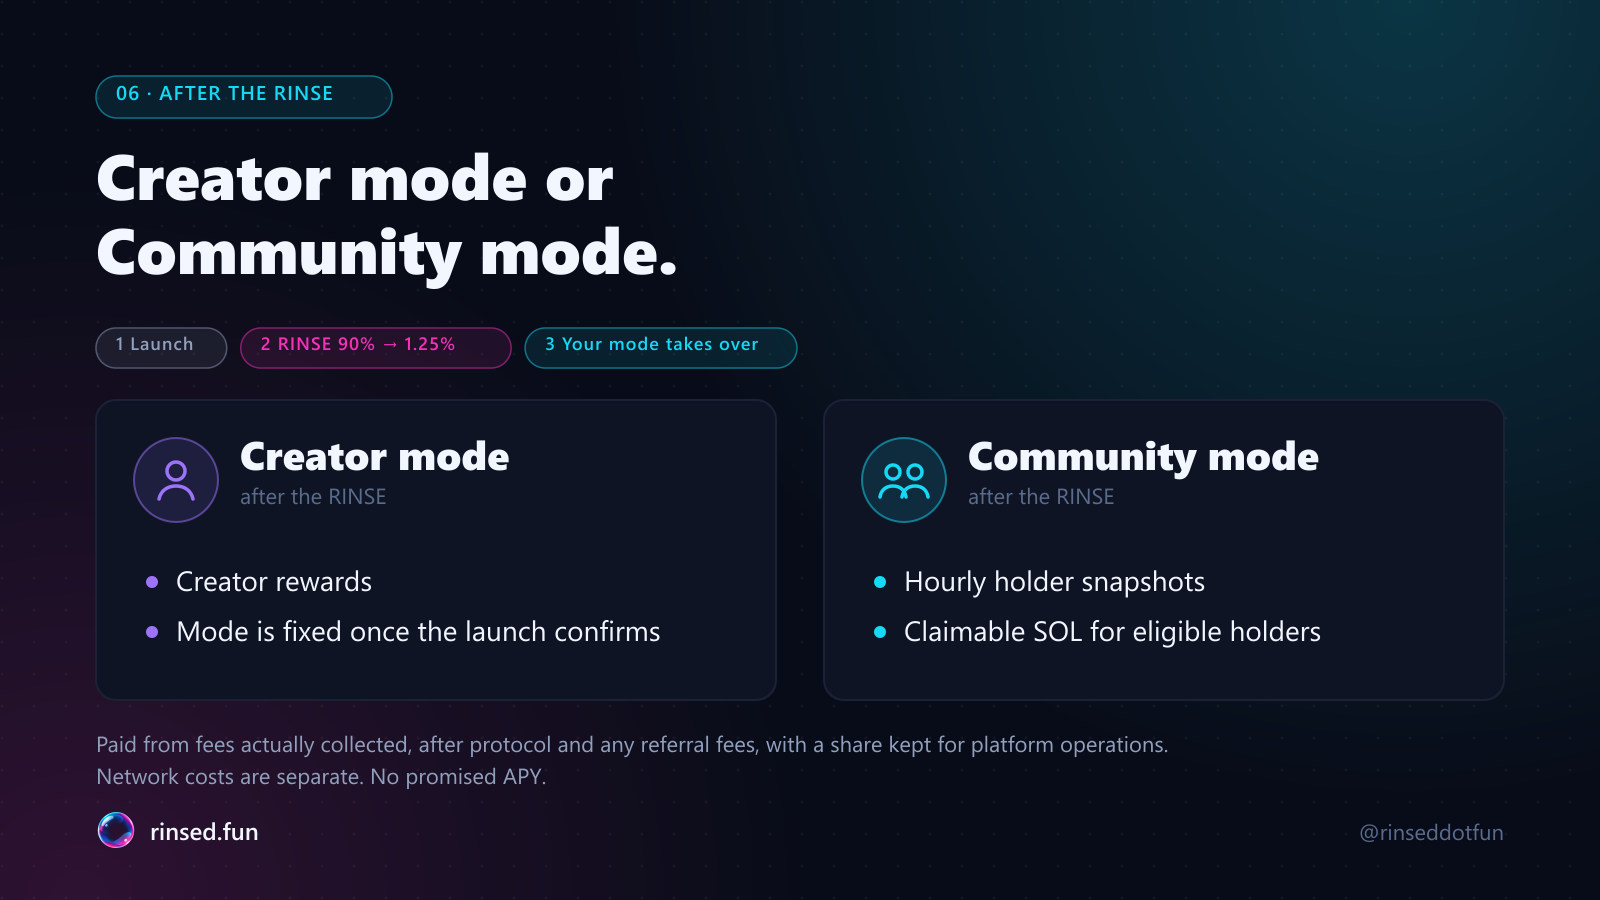 06 · AFTER THE RINSE
Creator mode or
Community mode.
1 Launch
2 RINSE 90% → 1.25%
3 Your mode takes over
Creator mode
after the RINSE
Creator rewards
Mode is fixed once the launch confirms
Community mode
after the RINSE
Hourly holder snapshots
Claimable SOL for eligible holders
Paid from fees actually collected, after protocol and any referral fees, with a share kept for platform operations.
Network costs are separate. No promised APY.
rinsed.fun
@rinseddotfun